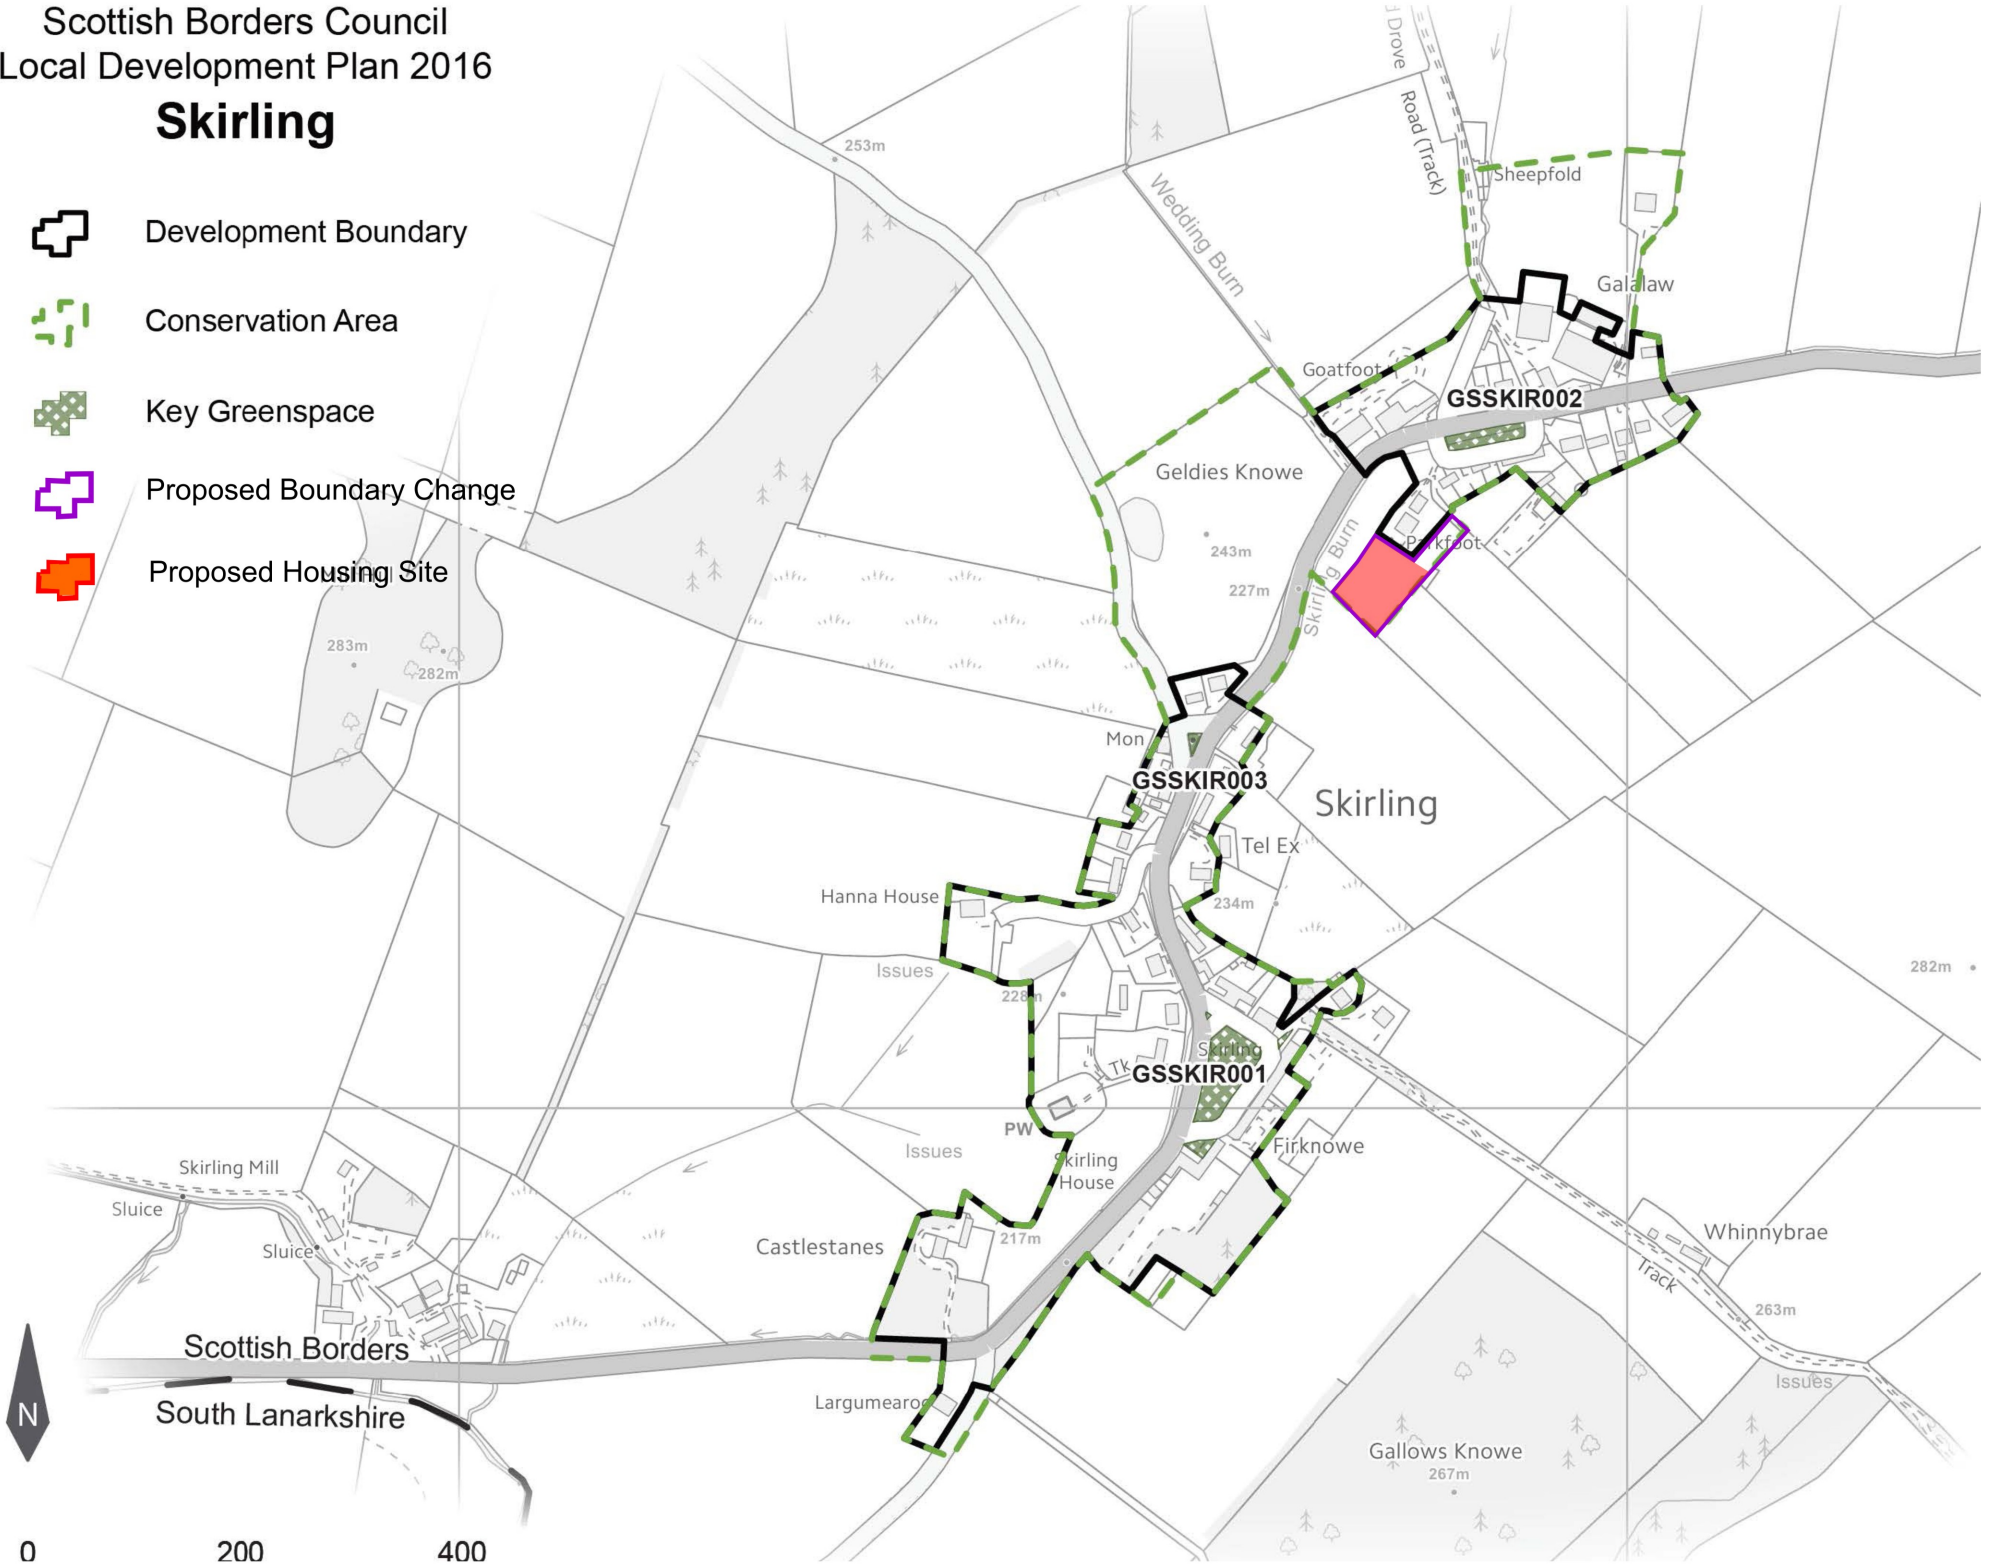 Scottish Borders Council
Local Development Plan 2016
Skirling
Development Boundary
Conservation Area
Key Greenspace
Proposed Boundary Change
Proposed Housing Site
253m
d Drove
Road (Track)
Sheepfold
Wedding Burn
Galalaw
Goatfoot
GSSKIR002
Geldies Knowe
243m
227m
Skirling Burn
Parkfoot
283m
282m
Mon
GSSKIR003
Skirling
Tel Ex
Hanna House
234m
Issues
228m
282m
Skirling
Tk
GSSKIR001
PW
Issues
Firknowe
Skirling
House
Skirling Mill
Sluice
Sluice
Castlestanes
217m
Whinnybrae
Track
263m
Scottish Borders
South Lanarkshire
Largumearoo
Issues
Gallows Knowe
267m
N
0 200 400